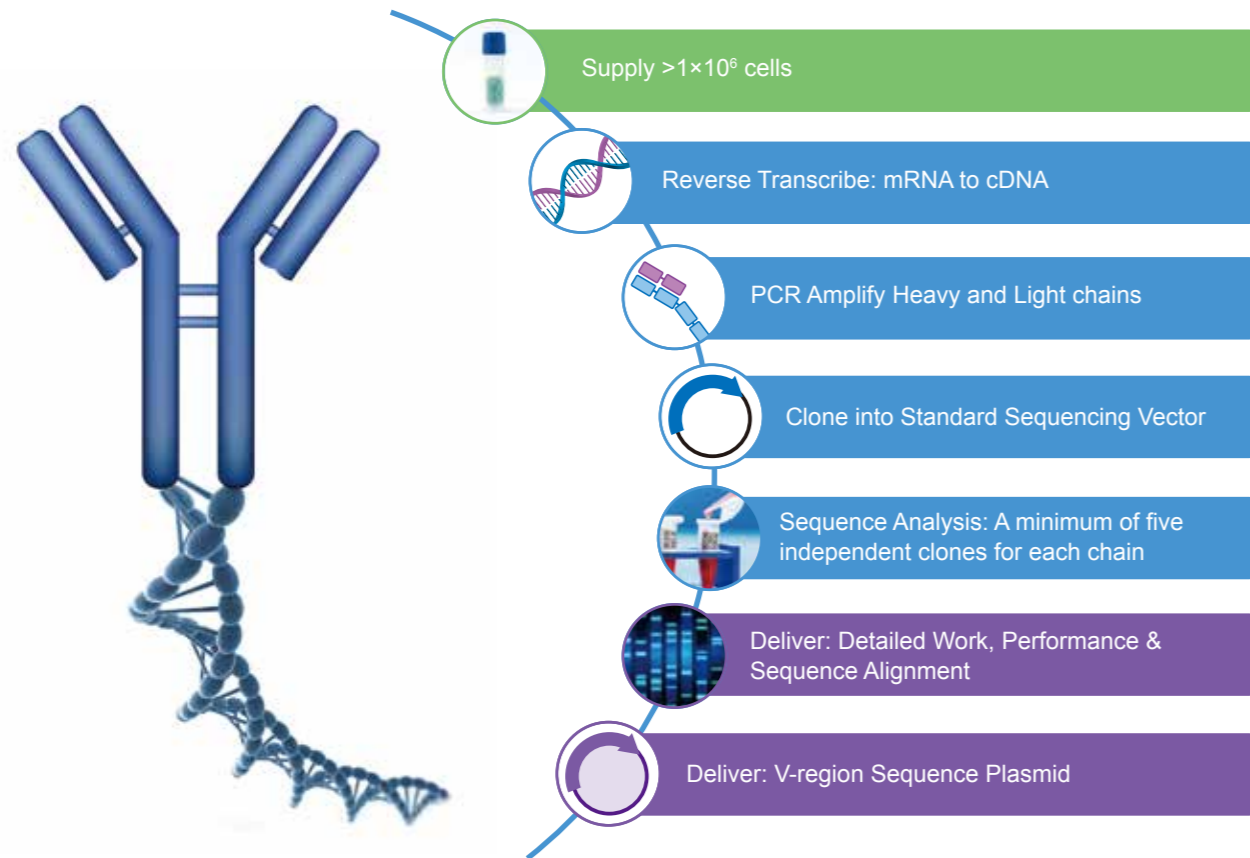 Supply >1×10⁶ cells
Reverse Transcribe: mRNA to cDNA
PCR Amplify Heavy and Light chains
Clone into Standard Sequencing Vector
Sequence Analysis: A minimum of five
independent clones for each chain
Deliver: Detailed Work, Performance &
Sequence Alignment
Deliver: V-region Sequence Plasmid